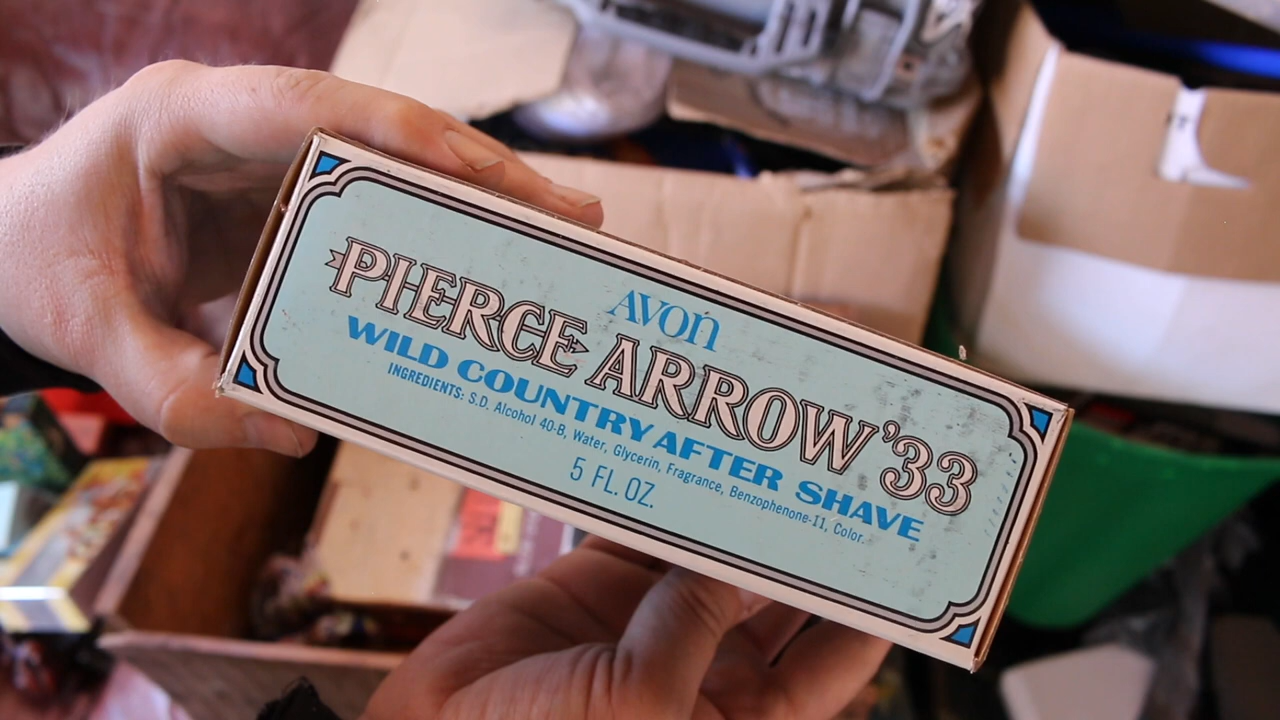 AVON
PIERCE ARROW '33
WILD COUNTRY AFTER SHAVE
INGREDIENTS: S.D. Alcohol 40-B, Water, Glycerin, Fragrance, Benzophenone-11, Color.
5 FL. OZ.